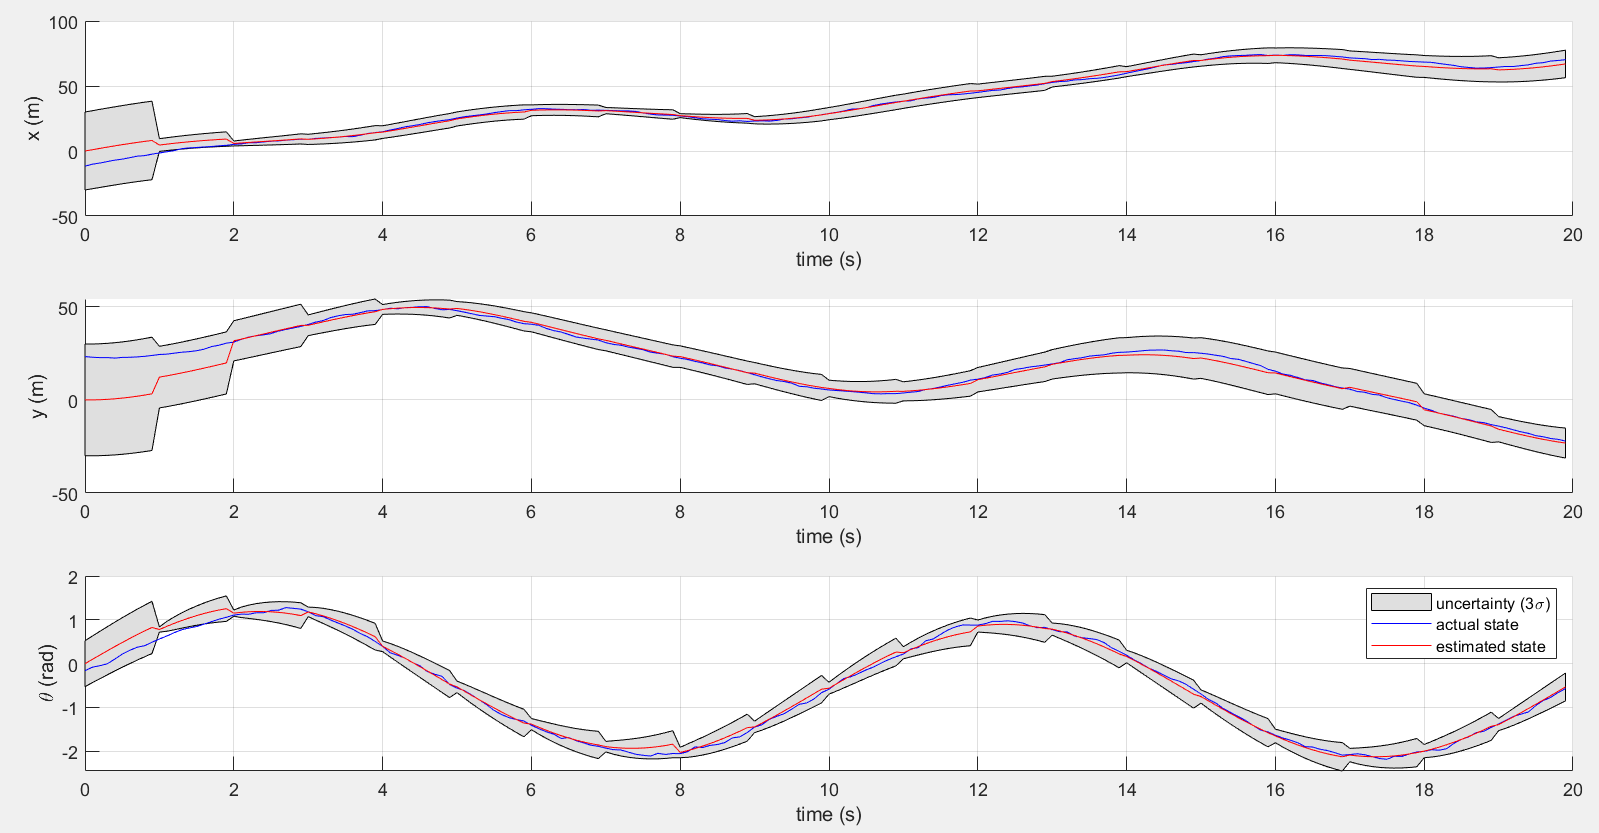 100
50
0
-50
x (m)
0 2 4 6 8 10 12 14 16 18 20
time (s)
50
0
-50
y (m)
0 2 4 6 8 10 12 14 16 18 20
time (s)
2
1
0
-1
-2
θ (rad)
uncertainty (3σ)
actual state
estimated state
0 2 4 6 8 10 12 14 16 18 20
time (s)